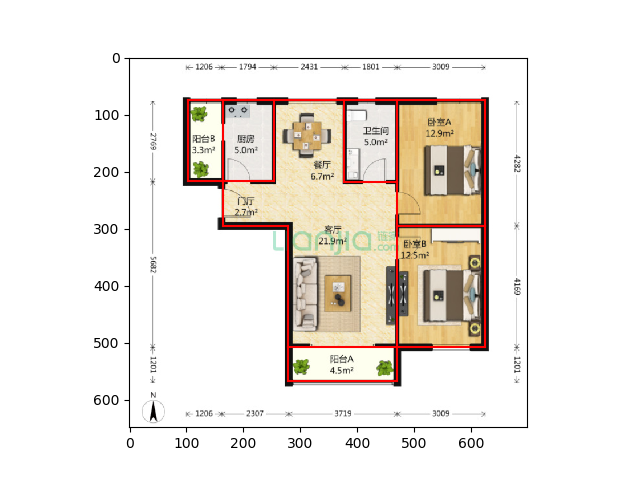 0
1206 1794 2431 1801 3009
100
阳台B
3.3m²
厨房
5.0m²
卫生间
5.0m²
卧室A
12.9m²
2769
4282
餐厅
6.7m²
200
门厅
2.7m²
客厅
21.9m²
Lianjia
.com
卧室B
12.5m²
300
5682
4169
400
500
阳台A
4.5m²
1201
1201
N
600
1206 2307 3719 3009
0 100 200 300 400 500 600